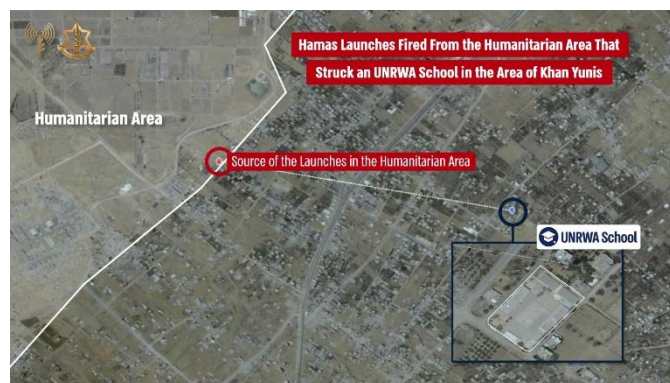 Hamas Launches Fired From the Humanitarian Area That
Struck an UNRWA School in the Area of Khan Yunis
Humanitarian Area
Source of the Launches in the Humanitarian Area
UNRWA School